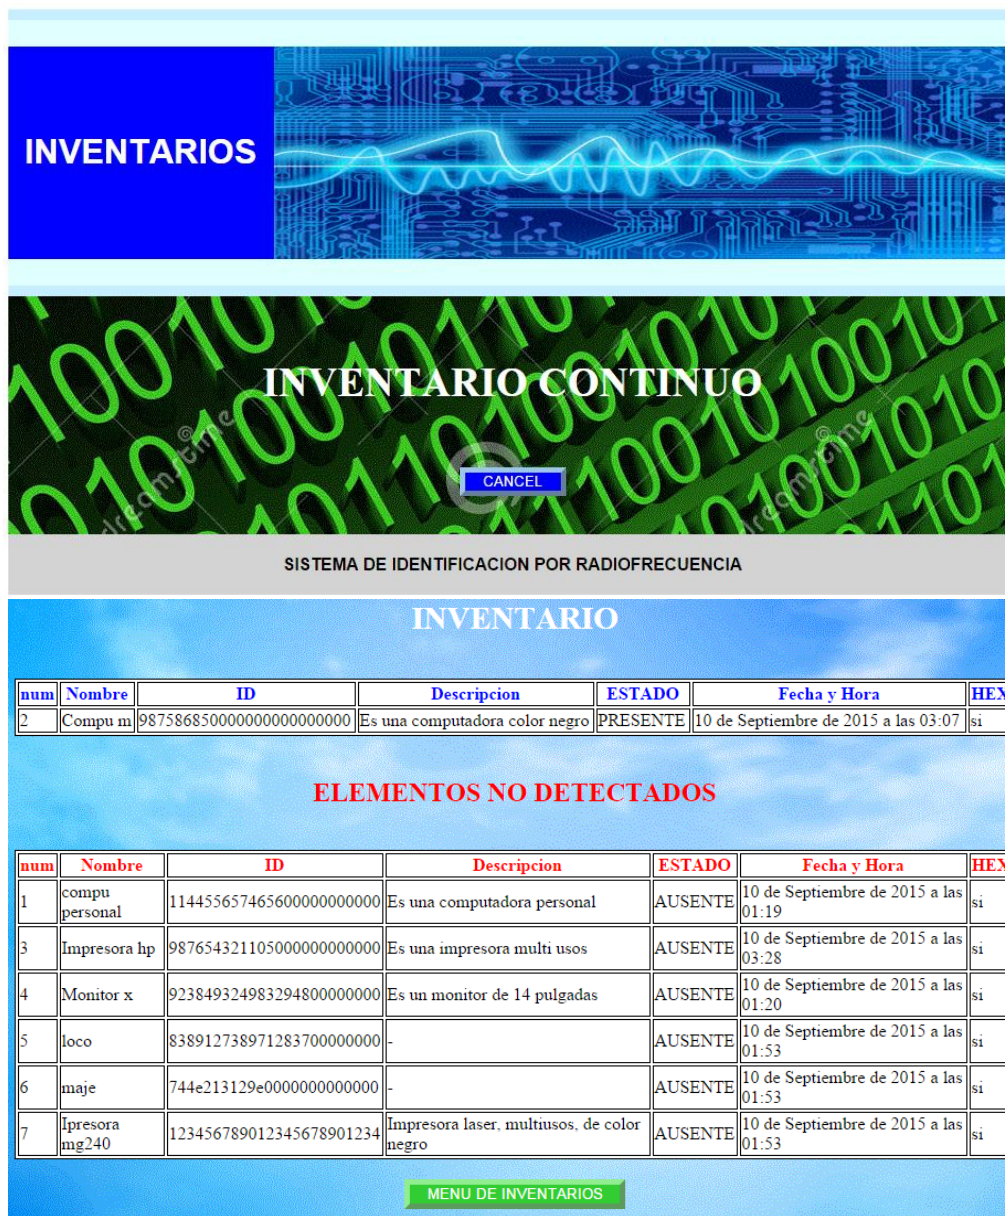 INVENTARIOS
INVENTARIO CONTINUO
CANCEL
dreamstime
dreamstime
SISTEMA DE IDENTIFICACION POR RADIOFRECUENCIA
INVENTARIO
num Nombre ID Descripcion ESTADO Fecha y Hora HEX
2 Compu m 987586850000000000000000 Es una computadora color negro PRESENTE 10 de Septiembre de 2015 a las 03:07 si
ELEMENTOS NO DETECTADOS
num Nombre ID Descripcion ESTADO Fecha y Hora HEX
1 compu personal 114455657465600000000000 Es una computadora personal AUSENTE 10 de Septiembre de 2015 a las 01:19 si
3 Impresora hp 987654321105000000000000 Es una impresora multi usos AUSENTE 10 de Septiembre de 2015 a las 03:28 si
4 Monitor x 923849324983294800000000 Es un monitor de 14 pulgadas AUSENTE 10 de Septiembre de 2015 a las 01:20 si
5 loco 838912738971283700000000 - AUSENTE 10 de Septiembre de 2015 a las 01:53 si
6 maje 744e213129e0000000000000 - AUSENTE 10 de Septiembre de 2015 a las 01:53 si
7 Ipresora mg240 123456789012345678901234 Impresora laser, multiusos, de color negro AUSENTE 10 de Septiembre de 2015 a las 01:53 si
MENU DE INVENTARIOS